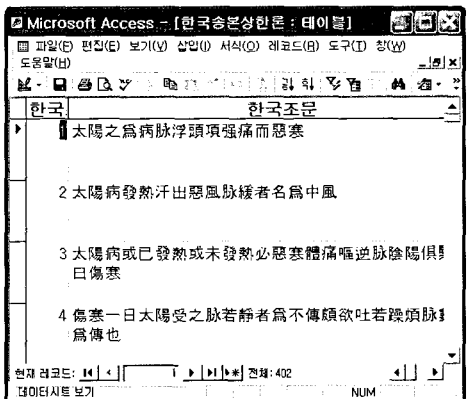 Microsoft Access - [한국송본상한론 : 테이블]
파일(F) 편집(E) 보기(V) 삽입(I) 서식(O) 레코드(R) 도구(T) 창(W)
도움말(H)
한국 한국조문
1 太陽之爲病脉浮頭項强痛而惡寒
2 太陽病發熱汗出惡風脉緩者名爲中風
3 太陽病或已發熱或未發熱必惡寒體痛嘔逆脉陰陽俱
曰傷寒
4 傷寒一日太陽受之脉若靜者爲不傳頗欲吐若躁煩脉
爲傳也
현재 레코드: 1 전체: 402
데이터시트 보기 NUM